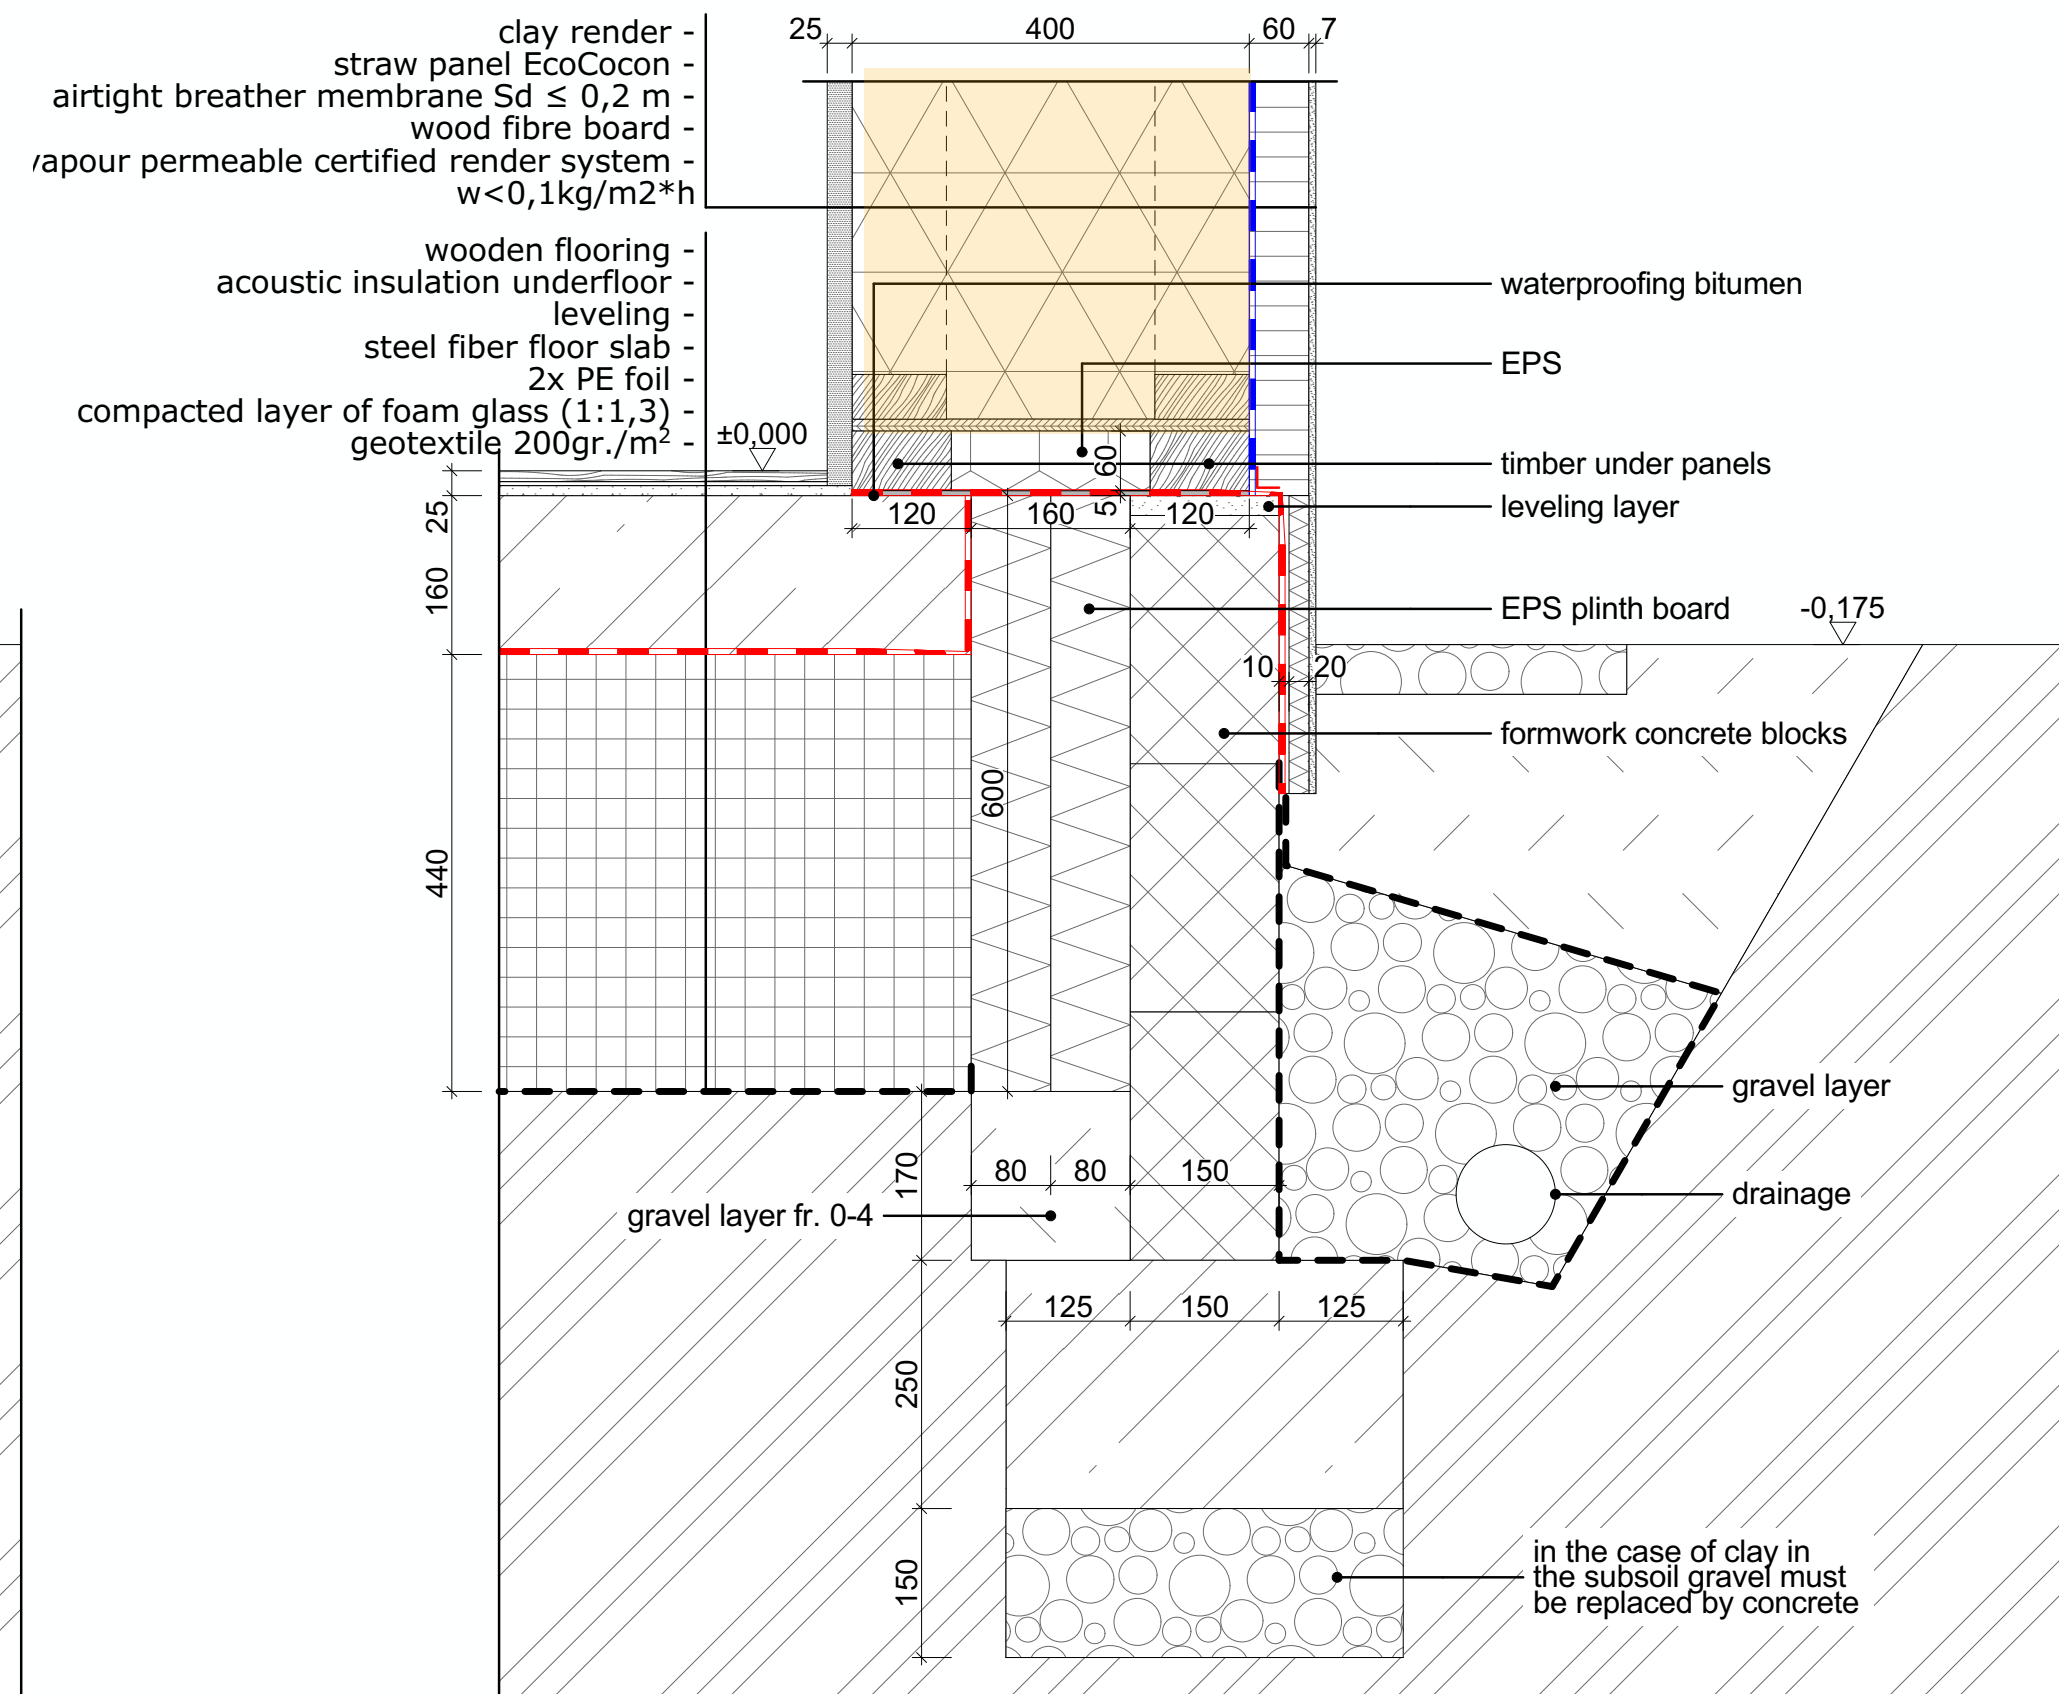 25 400 60 7
clay render -
straw panel EcoCocon -
airtight breather membrane Sd ≤ 0,2 m -
wood fibre board -
vapour permeable certified render system -
w<0,1kg/m2*h
wooden flooring -
acoustic insulation underfloor -
leveling -
steel fiber floor slab -
2x PE foil -
compacted layer of foam glass (1:1,3) -
geotextile 200gr./m² -
±0,000
waterproofing bitumen
EPS
timber under panels
leveling layer
60
5
120 160 120
25
160
440
EPS plinth board
-0,175
10 20
formwork concrete blocks
600
gravel layer
drainage
170
80 80 150
gravel layer fr. 0-4
125 150 125
250
150
in the case of clay in
the subsoil gravel must
be replaced by concrete